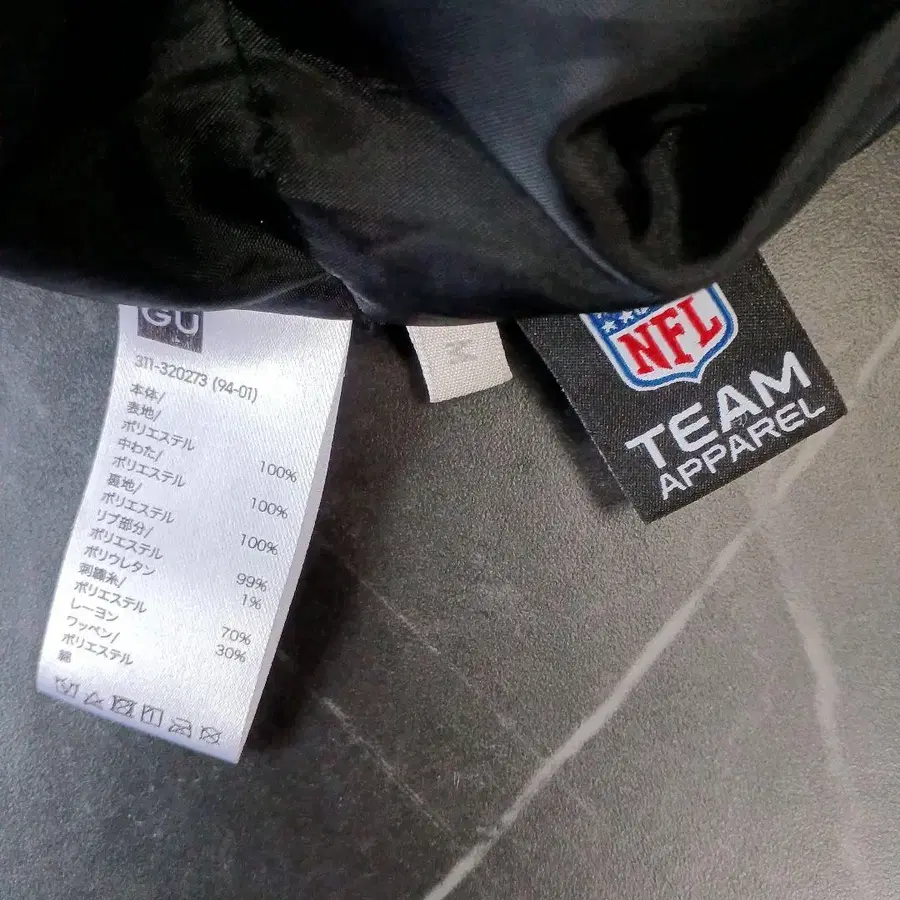 GU
311-320273 (94-01)
本体/
表地/
ポリエステル 100%
中わた/
ポリエステル 100%
裏地/
ポリエステル 100%
リブ部分/
ポリエステル 99%
ポリウレタン 1%
刺繍糸/
ポリエステル 70%
レーヨン 30%
ワッペン/
ポリエステル
綿
M
NFL
TEAM
APPAREL